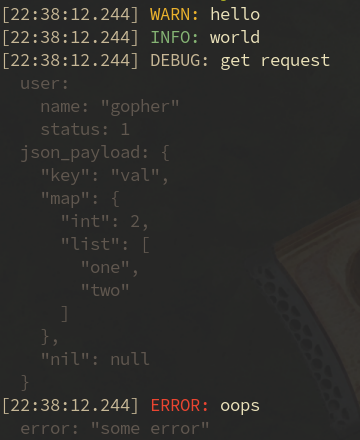 [22:38:12.244] WARN: hello
[22:38:12.244] INFO: world
[22:38:12.244] DEBUG: get request
  user:
    name: "gopher"
    status: 1
  json_payload: {
    "key": "val",
    "map": {
      "int": 2,
      "list": [
        "one",
        "two"
      ]
    },
    "nil": null
  }
[22:38:12.244] ERROR: oops
  error: "some error"